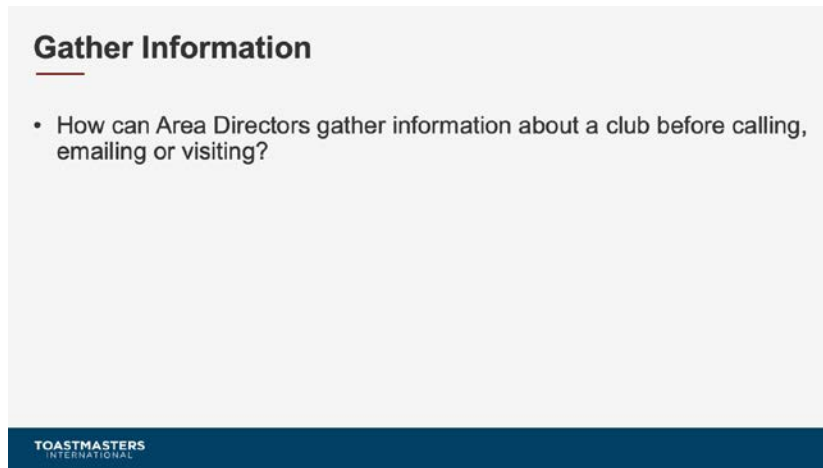 Gather Information
• How can Area Directors gather information about a club before calling,
emailing or visiting?
TOASTMASTERS
INTERNATIONAL